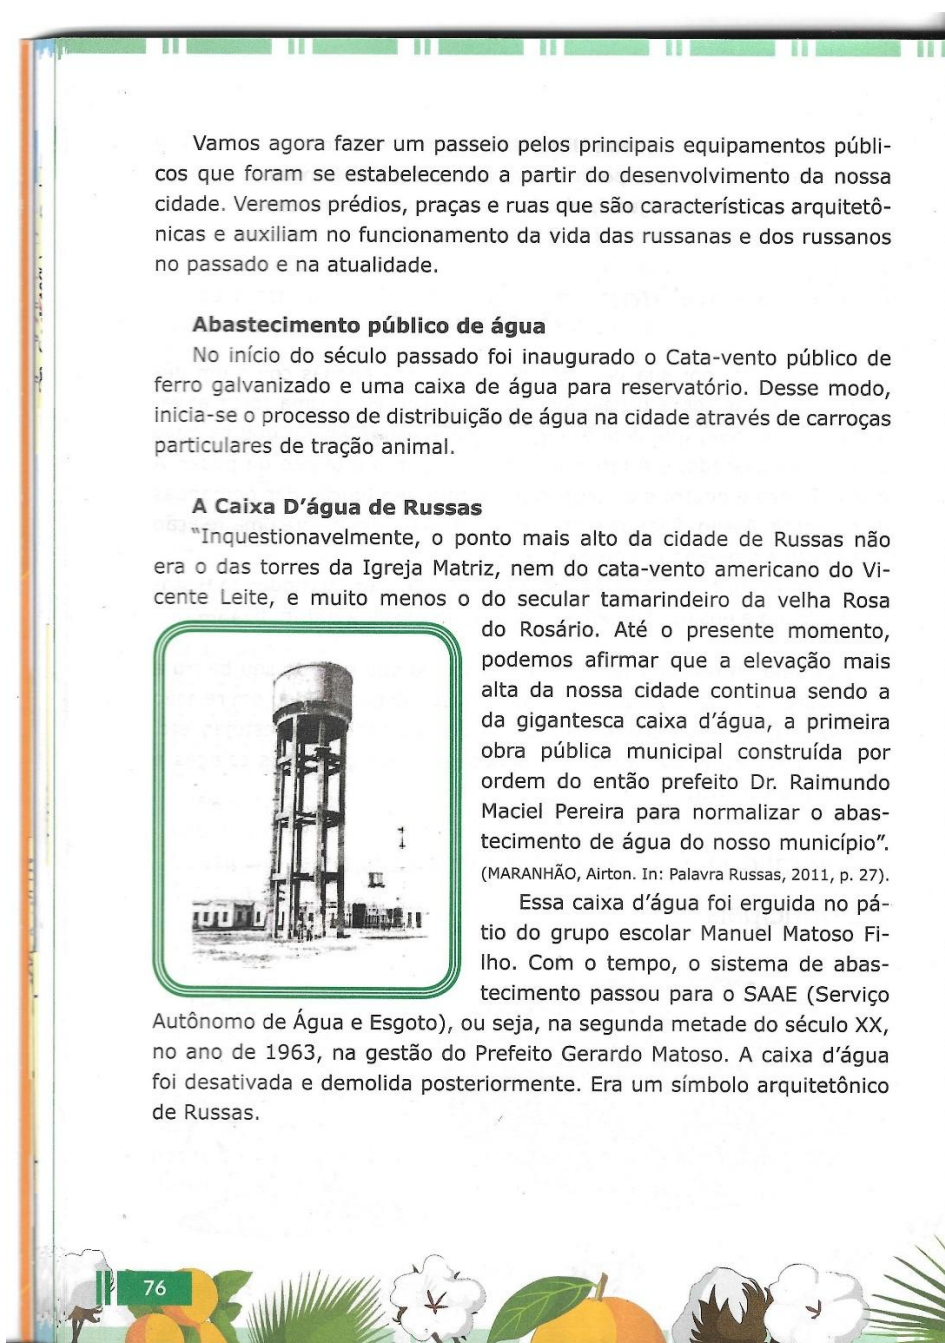 Vamos agora fazer um passeio pelos principais equipamentos públi-
cos que foram se estabelecendo a partir do desenvolvimento da nossa
cidade. Veremos prédios, praças e ruas que são características arquitetô-
nicas e auxiliam no funcionamento da vida das russanas e dos russanos
no passado e na atualidade.
Abastecimento público de água
No início do século passado foi inaugurado o Cata-vento público de
ferro galvanizado e uma caixa de água para reservatório. Desse modo,
inicia-se o processo de distribuição de água na cidade através de carroças
particulares de tração animal.
A Caixa D’água de Russas
“Inquestionavelmente, o ponto mais alto da cidade de Russas não
era o das torres da Igreja Matriz, nem do cata-vento americano do Vi-
cente Leite, e muito menos o do secular tamarindeiro da velha Rosa
do Rosário. Até o presente momento,
podemos afirmar que a elevação mais
alta da nossa cidade continua sendo a
da gigantesca caixa d’água, a primeira
obra pública municipal construída por
ordem do então prefeito Dr. Raimundo
Maciel Pereira para normalizar o abas-
tecimento de água do nosso município”.
(MARANHÃO, Airton. In: Palavra Russas, 2011, p. 27).
Essa caixa d’água foi erguida no pá-
tio do grupo escolar Manuel Matoso Fi-
lho. Com o tempo, o sistema de abas-
tecimento passou para o SAAE (Serviço
Autônomo de Água e Esgoto), ou seja, na segunda metade do século XX,
no ano de 1963, na gestão do Prefeito Gerardo Matoso. A caixa d’água
foi desativada e demolida posteriormente. Era um símbolo arquitetônico
de Russas.
76